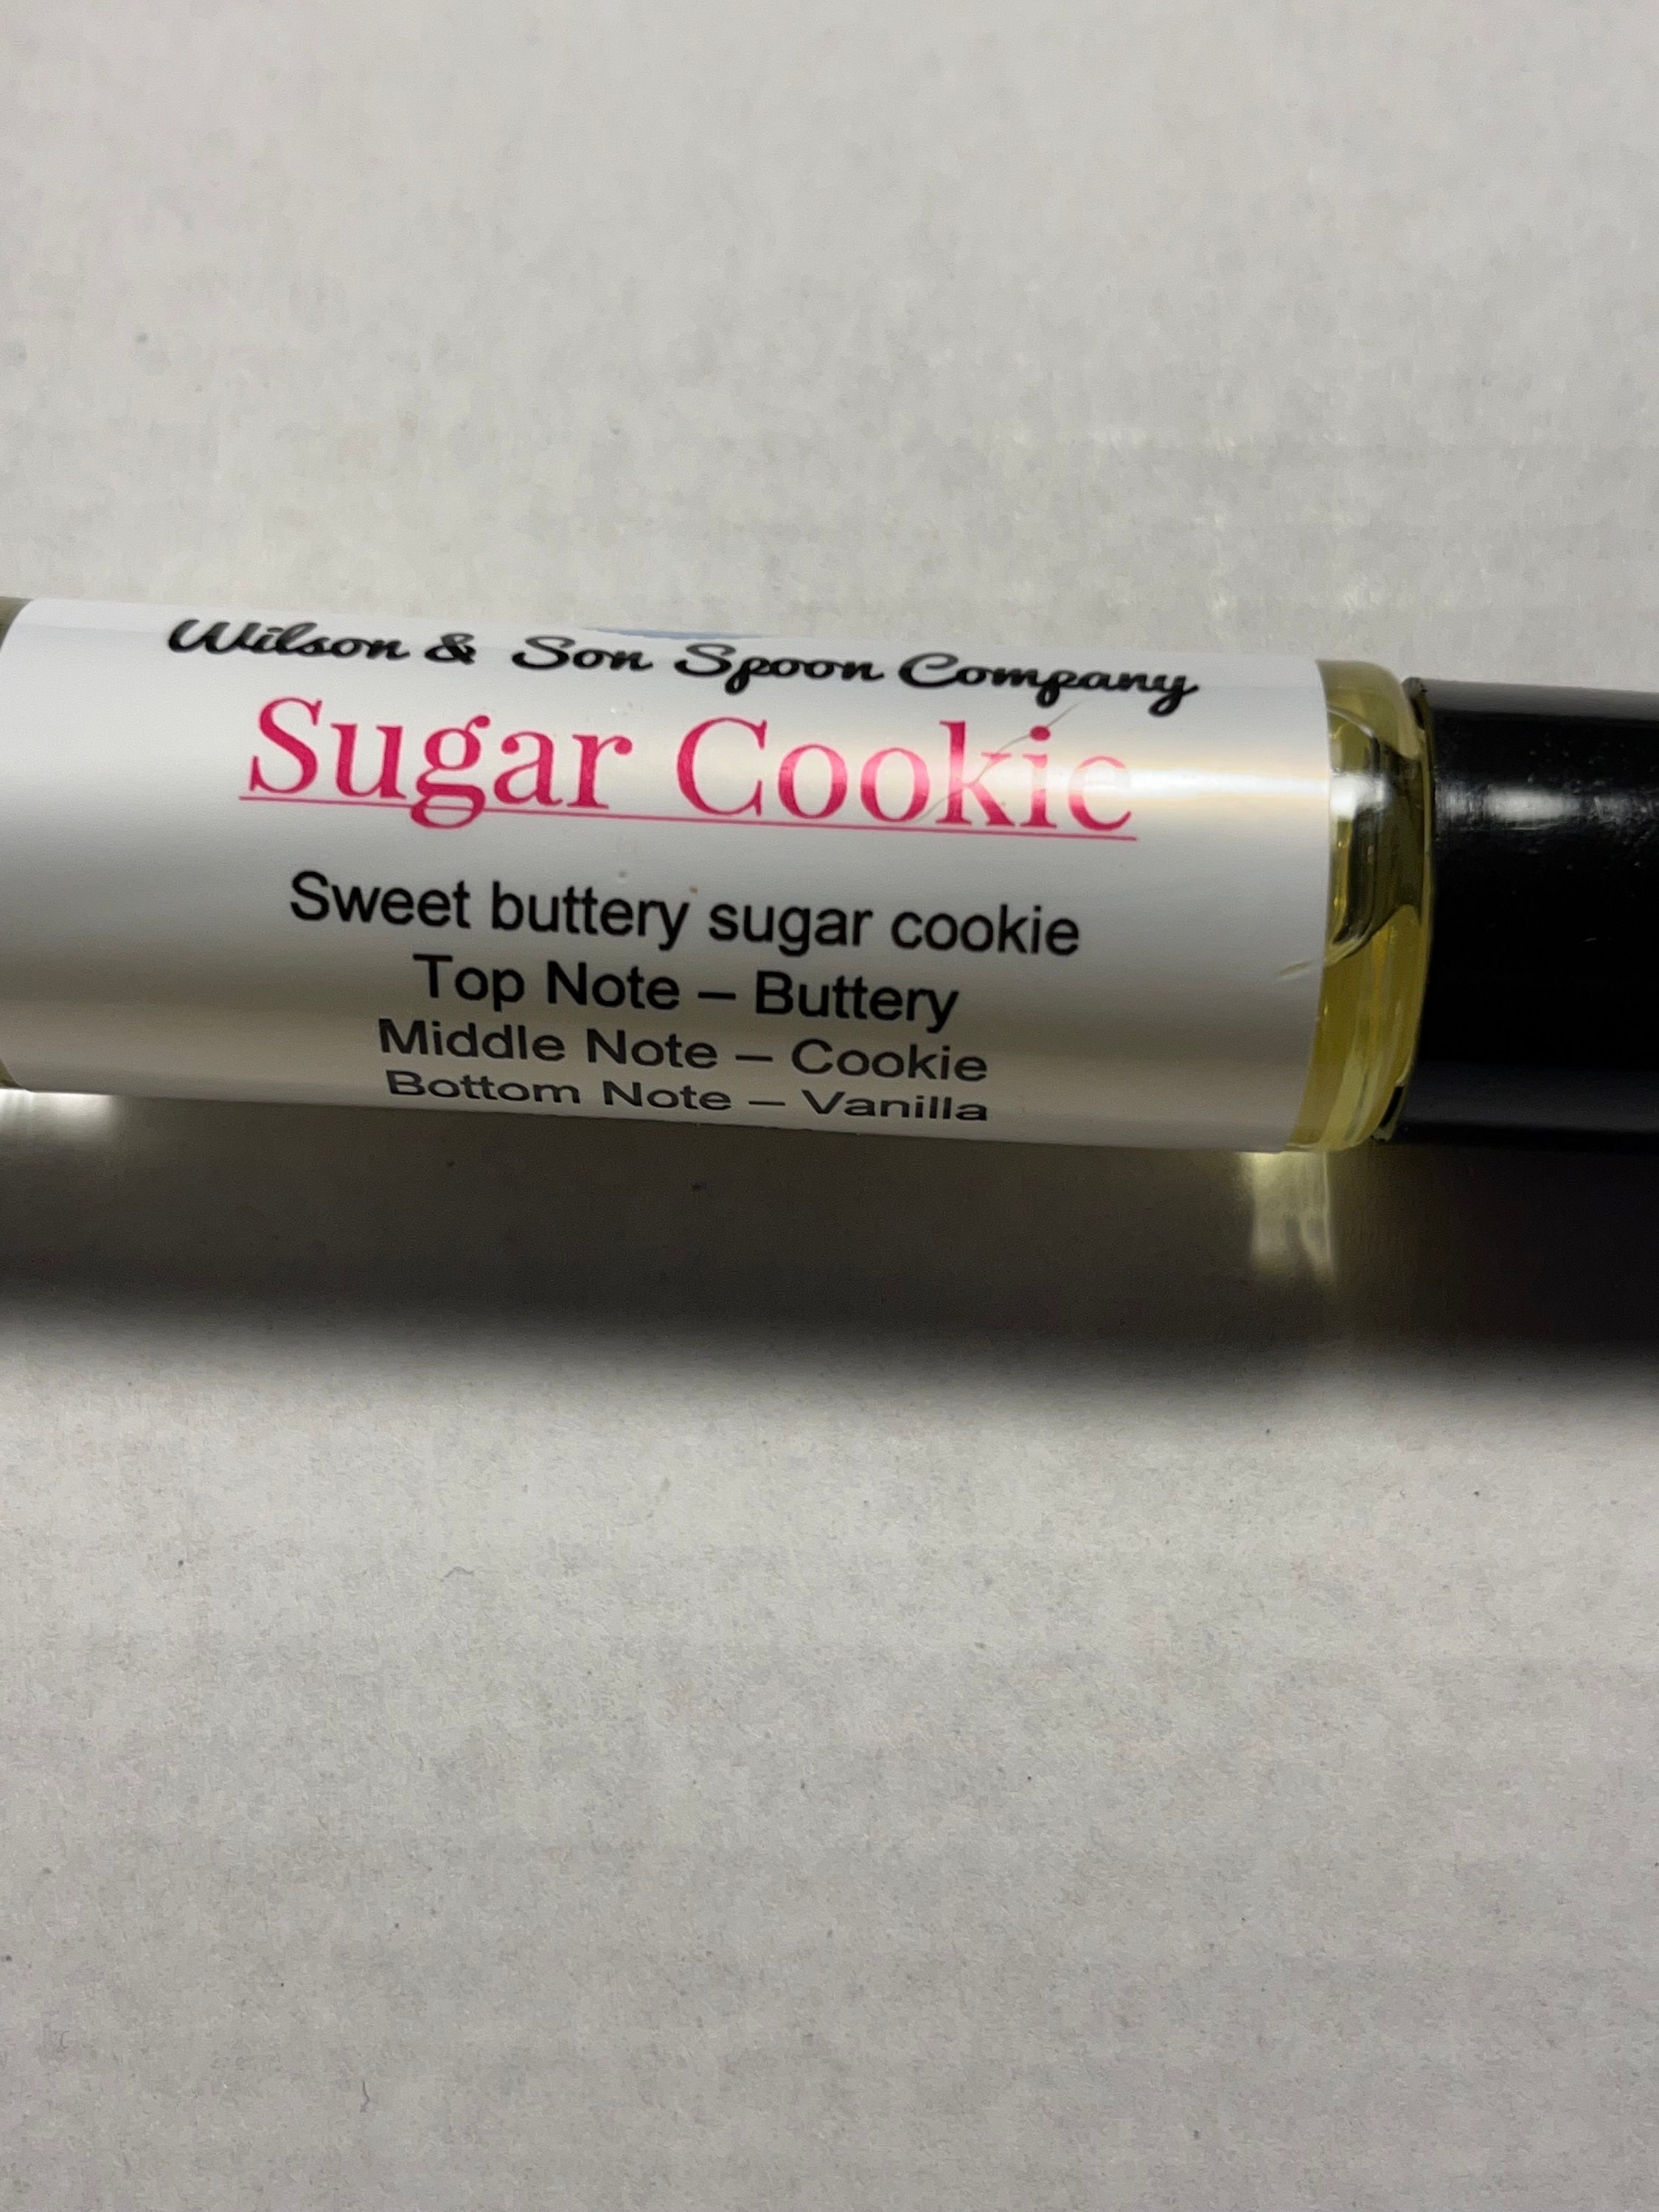 Wilson & Son Spoon Company
Sugar Cookie
Sweet buttery sugar cookie
Top Note – Buttery
Middle Note – Cookie
Bottom Note – Vanilla